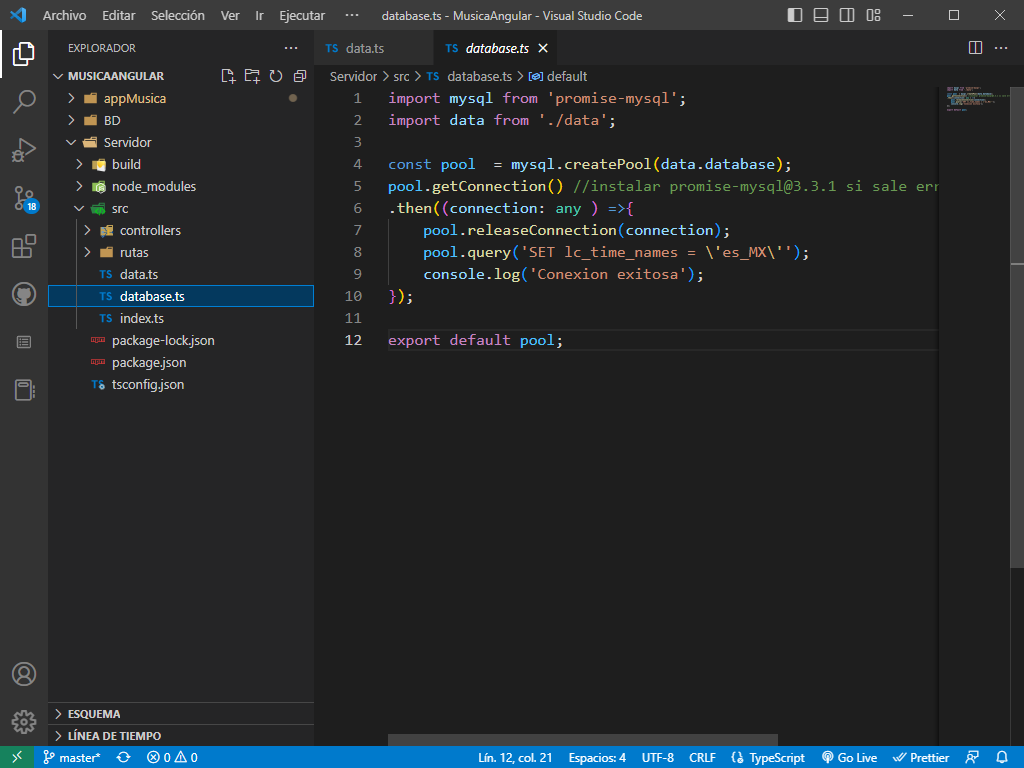 Archivo Editar Selección Ver Ir Ejecutar ··· database.ts - MusicaAngular - Visual Studio Code
EXPLORADOR ···
MUSICAANGULAR
appMusica
BD
Servidor
build
node_modules
src
controllers
rutas
TS data.ts
TS database.ts
TS index.ts
package-lock.json
package.json
TS tsconfig.json
ESQUEMA
LÍNEA DE TIEMPO
18
TS data.ts TS database.ts
Servidor > src > TS database.ts > default
1 import mysql from 'promise-mysql';
2 import data from './data';
3
4 const pool  = mysql.createPool(data.database);
5 pool.getConnection() //instalar promise-mysql@3.3.1 si sale err
6 .then((connection: any ) =>{
7     pool.releaseConnection(connection);
8     pool.query('SET lc_time_names = \'es_MX\'');
9     console.log('Conexion exitosa');
10 });
11
12 export default pool;
master* 0 0 Lín. 12, col. 21 Espacios: 4 UTF-8 CRLF TypeScript Go Live Prettier